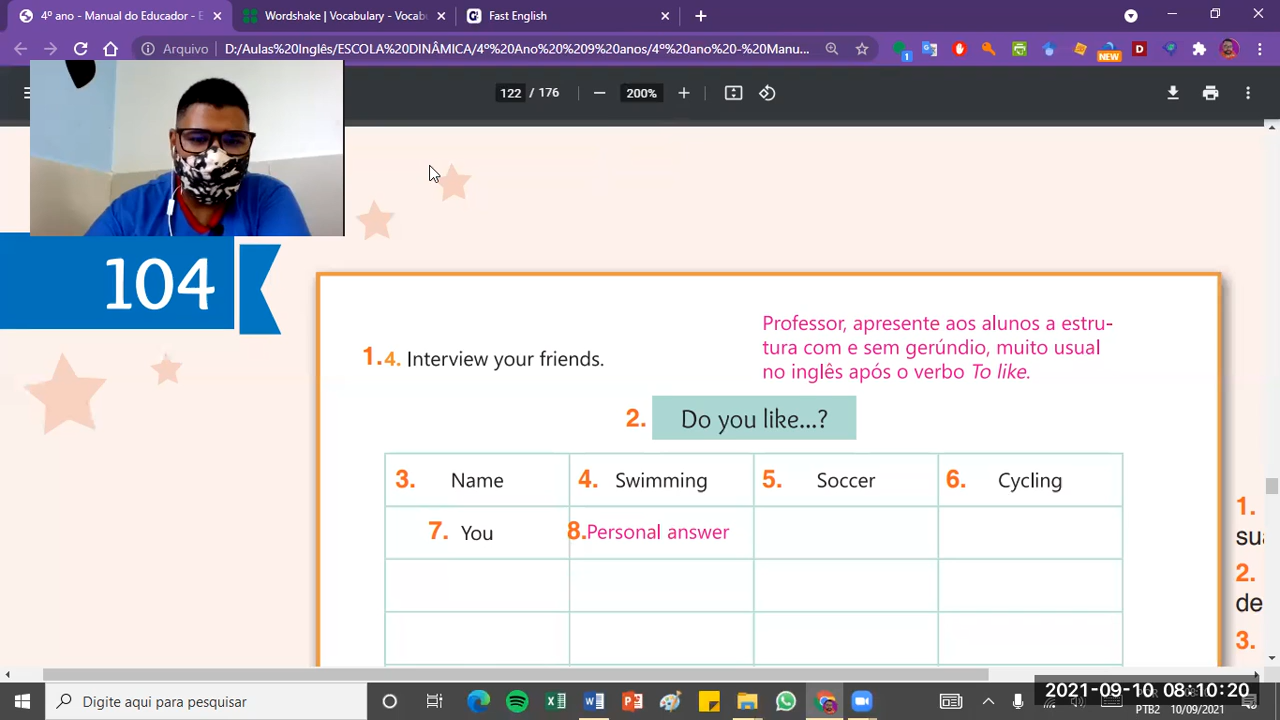 4º ano - Manual do Educador -
Wordshake | Vocabulary - Vocab
Fast English
Arquivo
D:/Aulas%20Inglês/ESCOLA%20DINÂMICA/4º%20Ano%20%209%20anos/4º%20ano%20-%20Manu...
1
NEW
122 / 176
200%
104
Professor, apresente aos alunos a estru-
tura com e sem gerúndio, muito usual
no inglês após o verbo To like.
1.4. Interview your friends.
2. Do you like...?
3. Name
4. Swimming
5. Soccer
6. Cycling
7. You
8. Personal answer
1.
sua
2.
de
3.
Digite aqui para pesquisar
2021-09-10 08:10:20
PTB2
10/09/2021